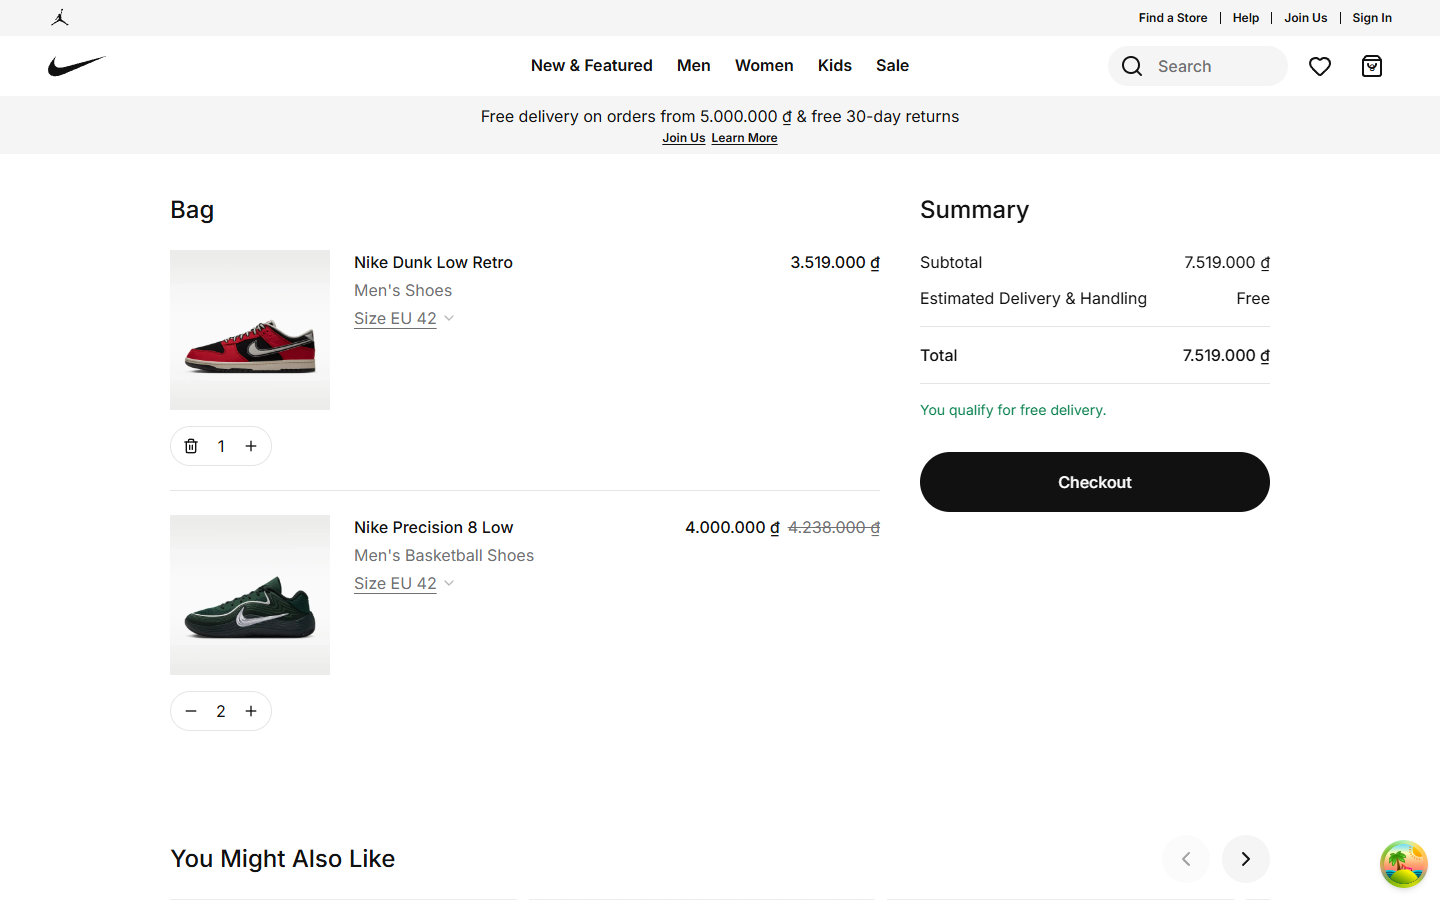 Find a Store
Help
Join Us
Sign In
New & Featured
Men
Women
Kids
Sale
Search
Free delivery on orders from 5.000.000 ₫ & free 30-day returns
Join Us Learn More
Bag
Nike Dunk Low Retro
3.519.000 ₫
Men's Shoes
Size EU 42
1
Nike Precision 8 Low
4.000.000 ₫ 4.238.000 ₫
Men's Basketball Shoes
Size EU 42
2
Summary
Subtotal 7.519.000 ₫
Estimated Delivery & Handling Free
Total 7.519.000 ₫
You qualify for free delivery.
Checkout
You Might Also Like